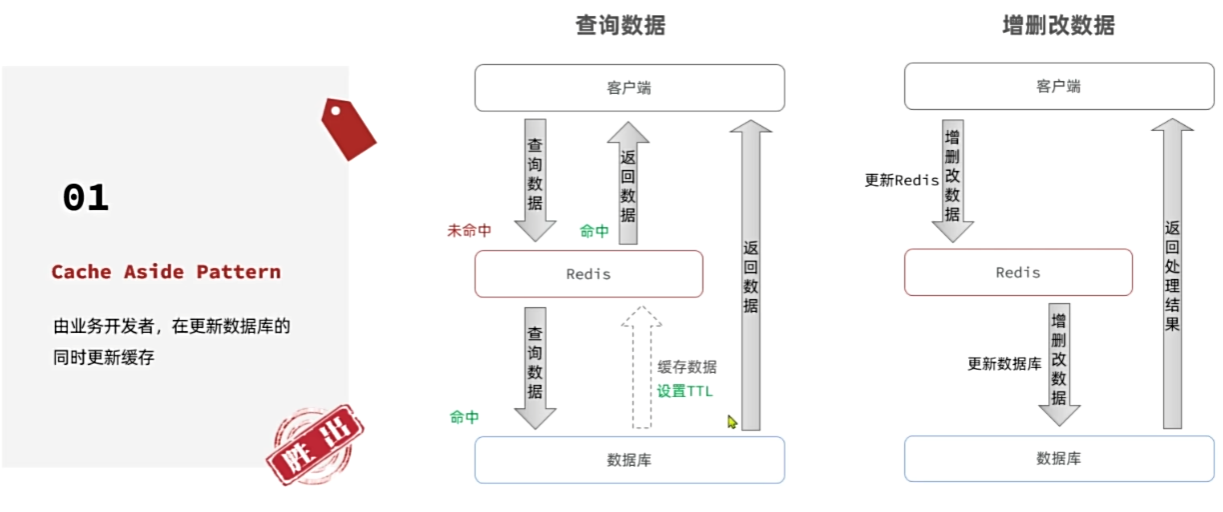 01
Cache Aside Pattern
由业务开发者，在更新数据库的
同时更新缓存
胜出
查询数据
客户端
查询数据
返回数据
未命中
命中
Redis
返回数据
查询数据
缓存数据
设置TTL
命中
数据库
增删改数据
客户端
更新Redis
增删改数据
Redis
返回处理结果
更新数据库
增删改数据
数据库